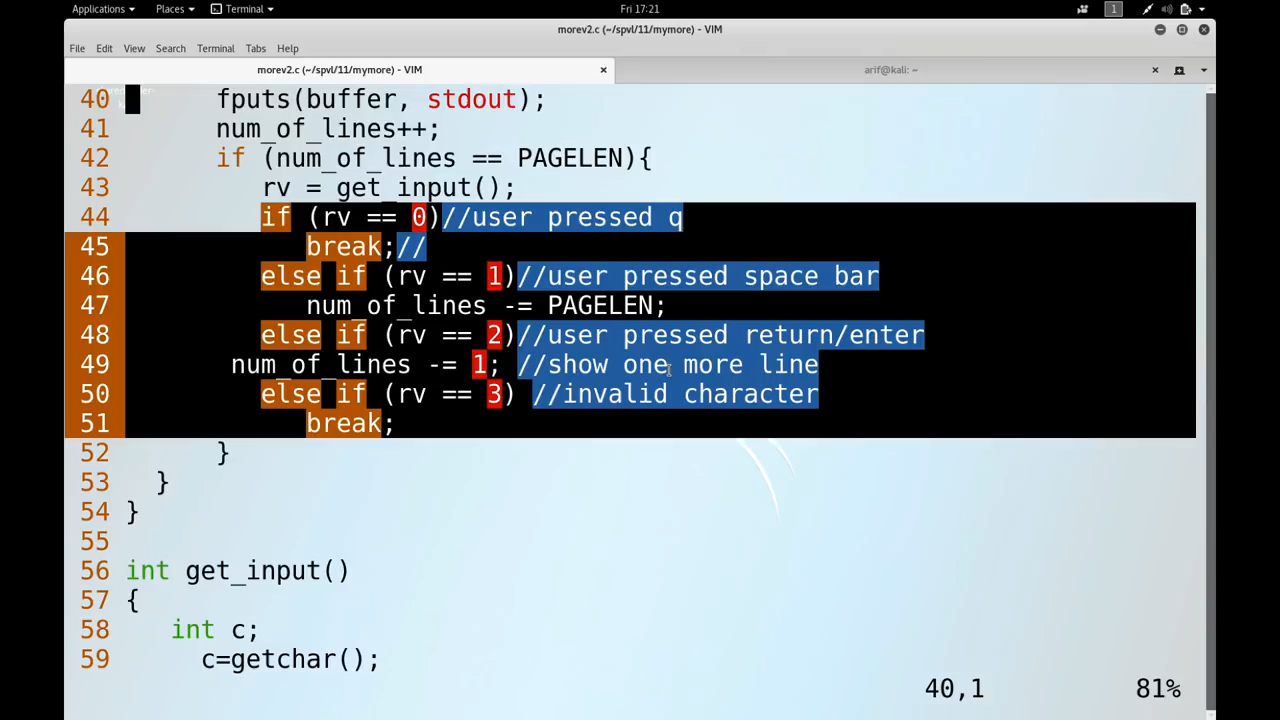 Applications Places Terminal Fri 17:21 1
morev2.c (~/spvl/11/mymore) - VIM
File Edit View Search Terminal Tabs Help
morev2.c (~/spvl/11/mymore) - VIM × arif@kali: ~ ×
40 fputs(buffer, stdout);
41 num_of_lines++;
42 if (num_of_lines == PAGELEN){
43 rv = get_input();
44 if (rv == 0)//user pressed q
45 break;//
46 else if (rv == 1)//user pressed space bar
47 num_of_lines -= PAGELEN;
48 else if (rv == 2)//user pressed return/enter
49 num_of_lines -= 1; //show one more line
50 else if (rv == 3) //invalid character
51 break;
52 }
53 }
54 }
55
56 int get_input()
57 {
58 int c;
59 c=getchar();
40,1 81%